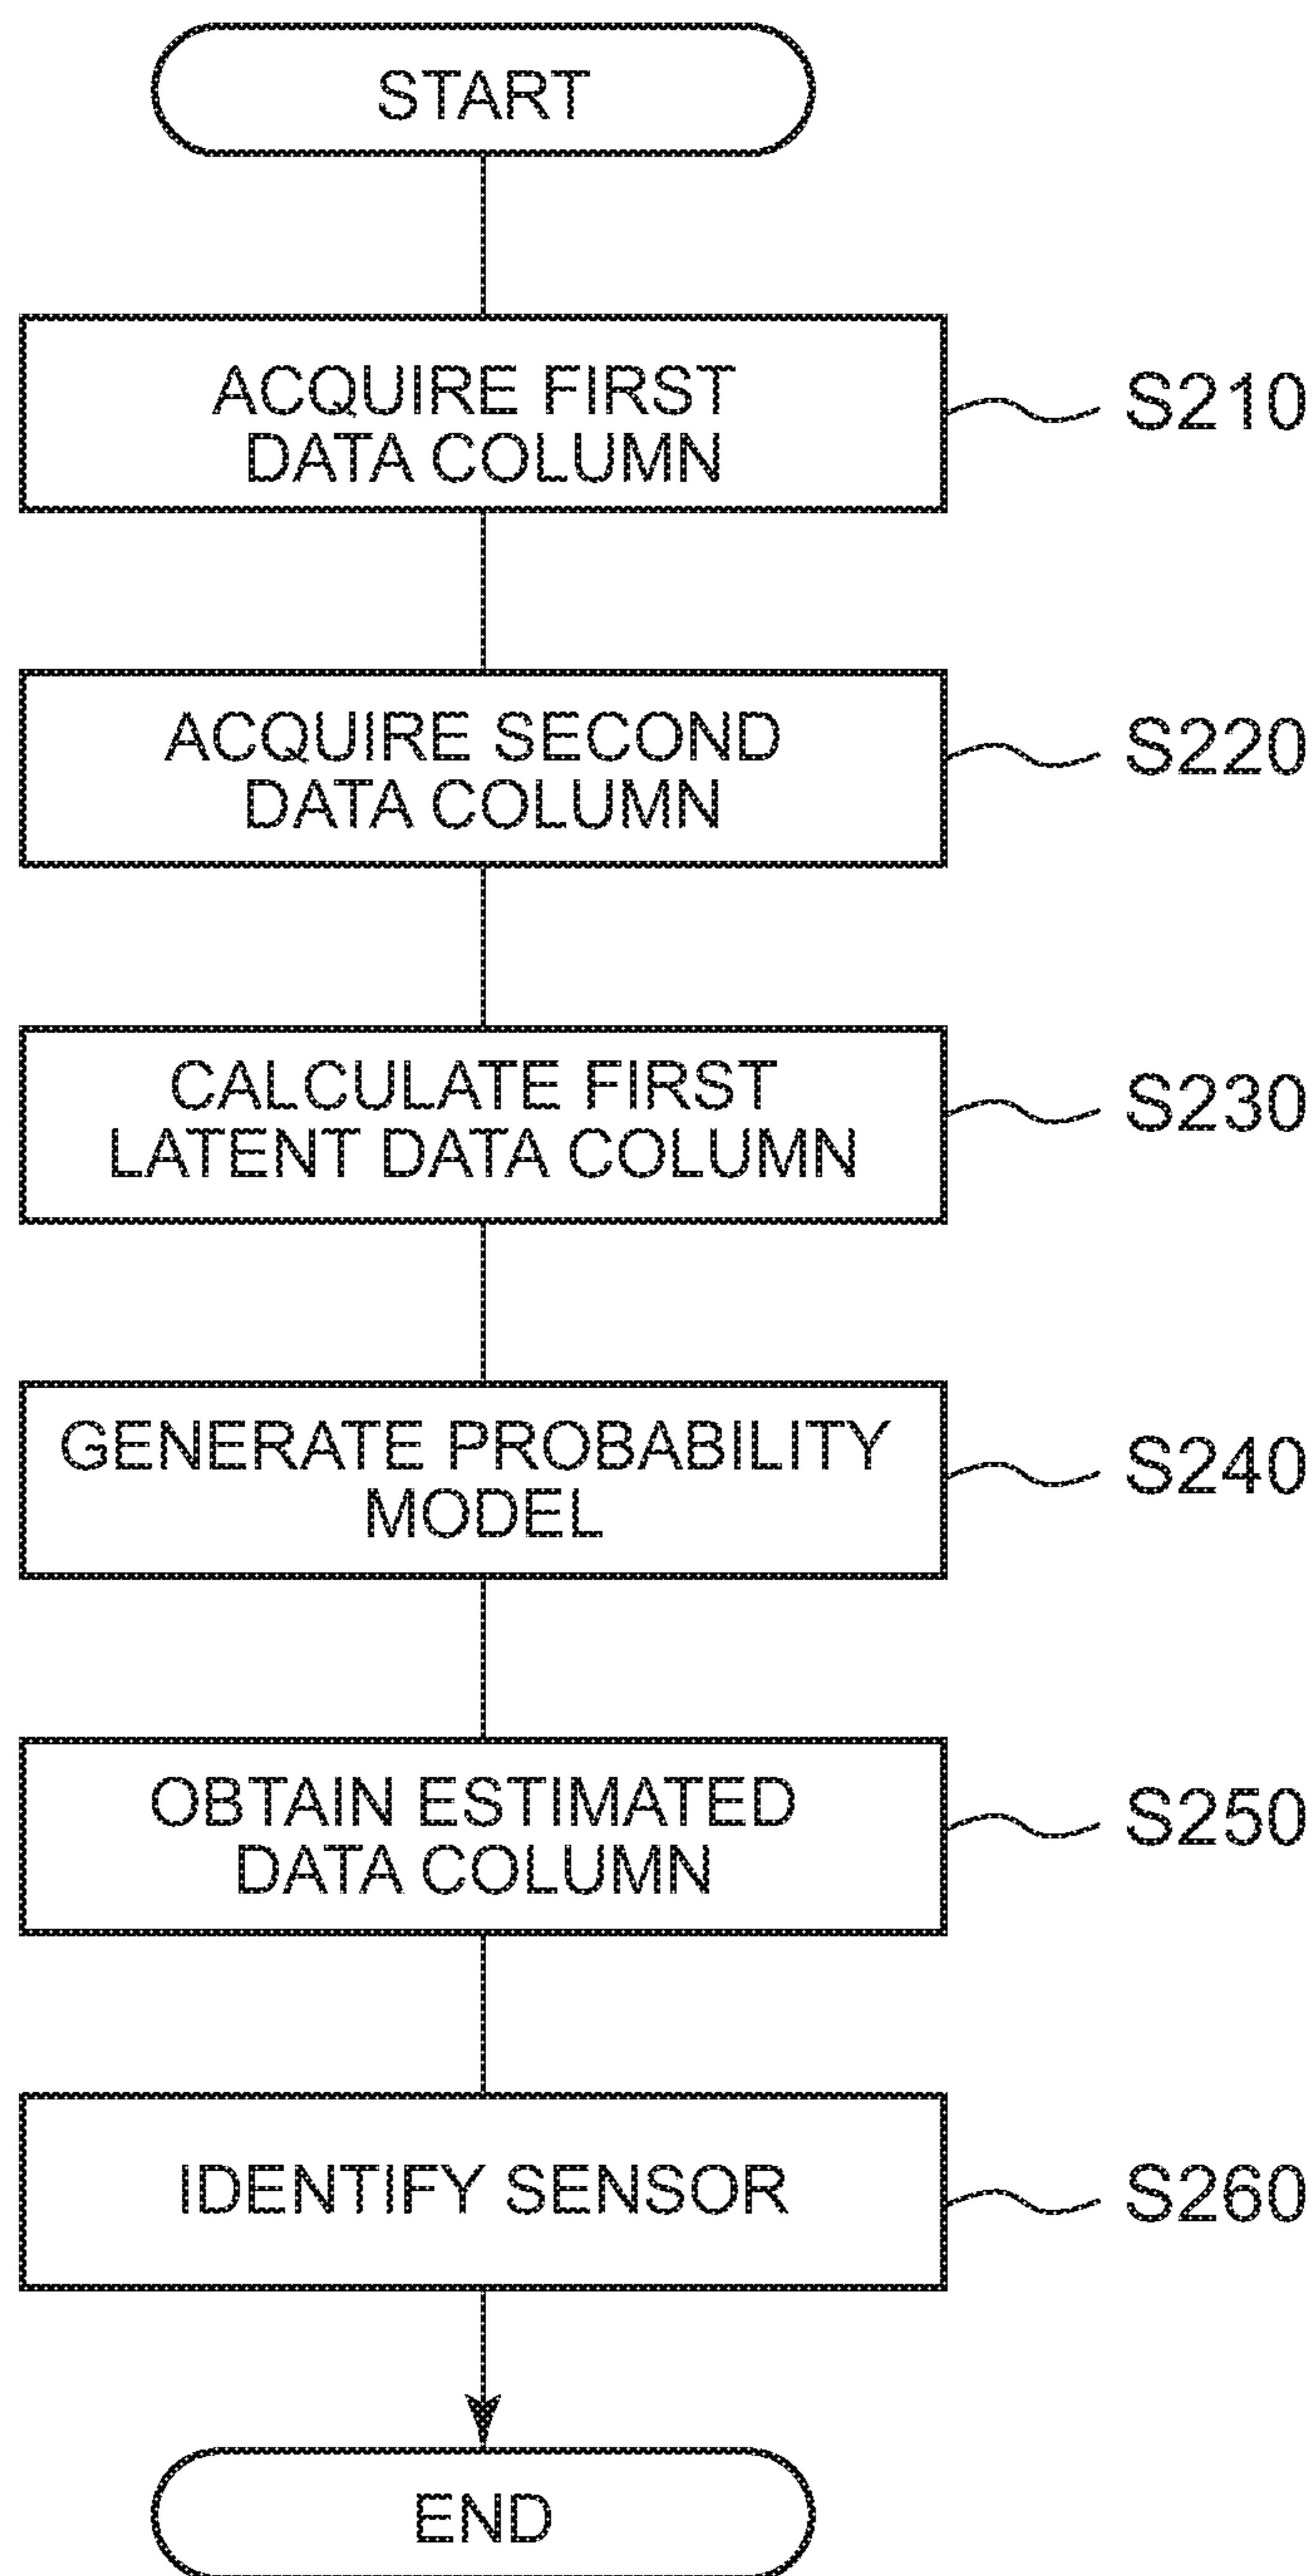 START
ACQUIRE FIRST
DATA COLUMN
S210
ACQUIRE SECOND
DATA COLUMN
S220
CALCULATE FIRST
LATENT DATA COLUMN
S230
GENERATE PROBABILITY
MODEL
S240
OBTAIN ESTIMATED
DATA COLUMN
S250
IDENTIFY SENSOR
S260
END